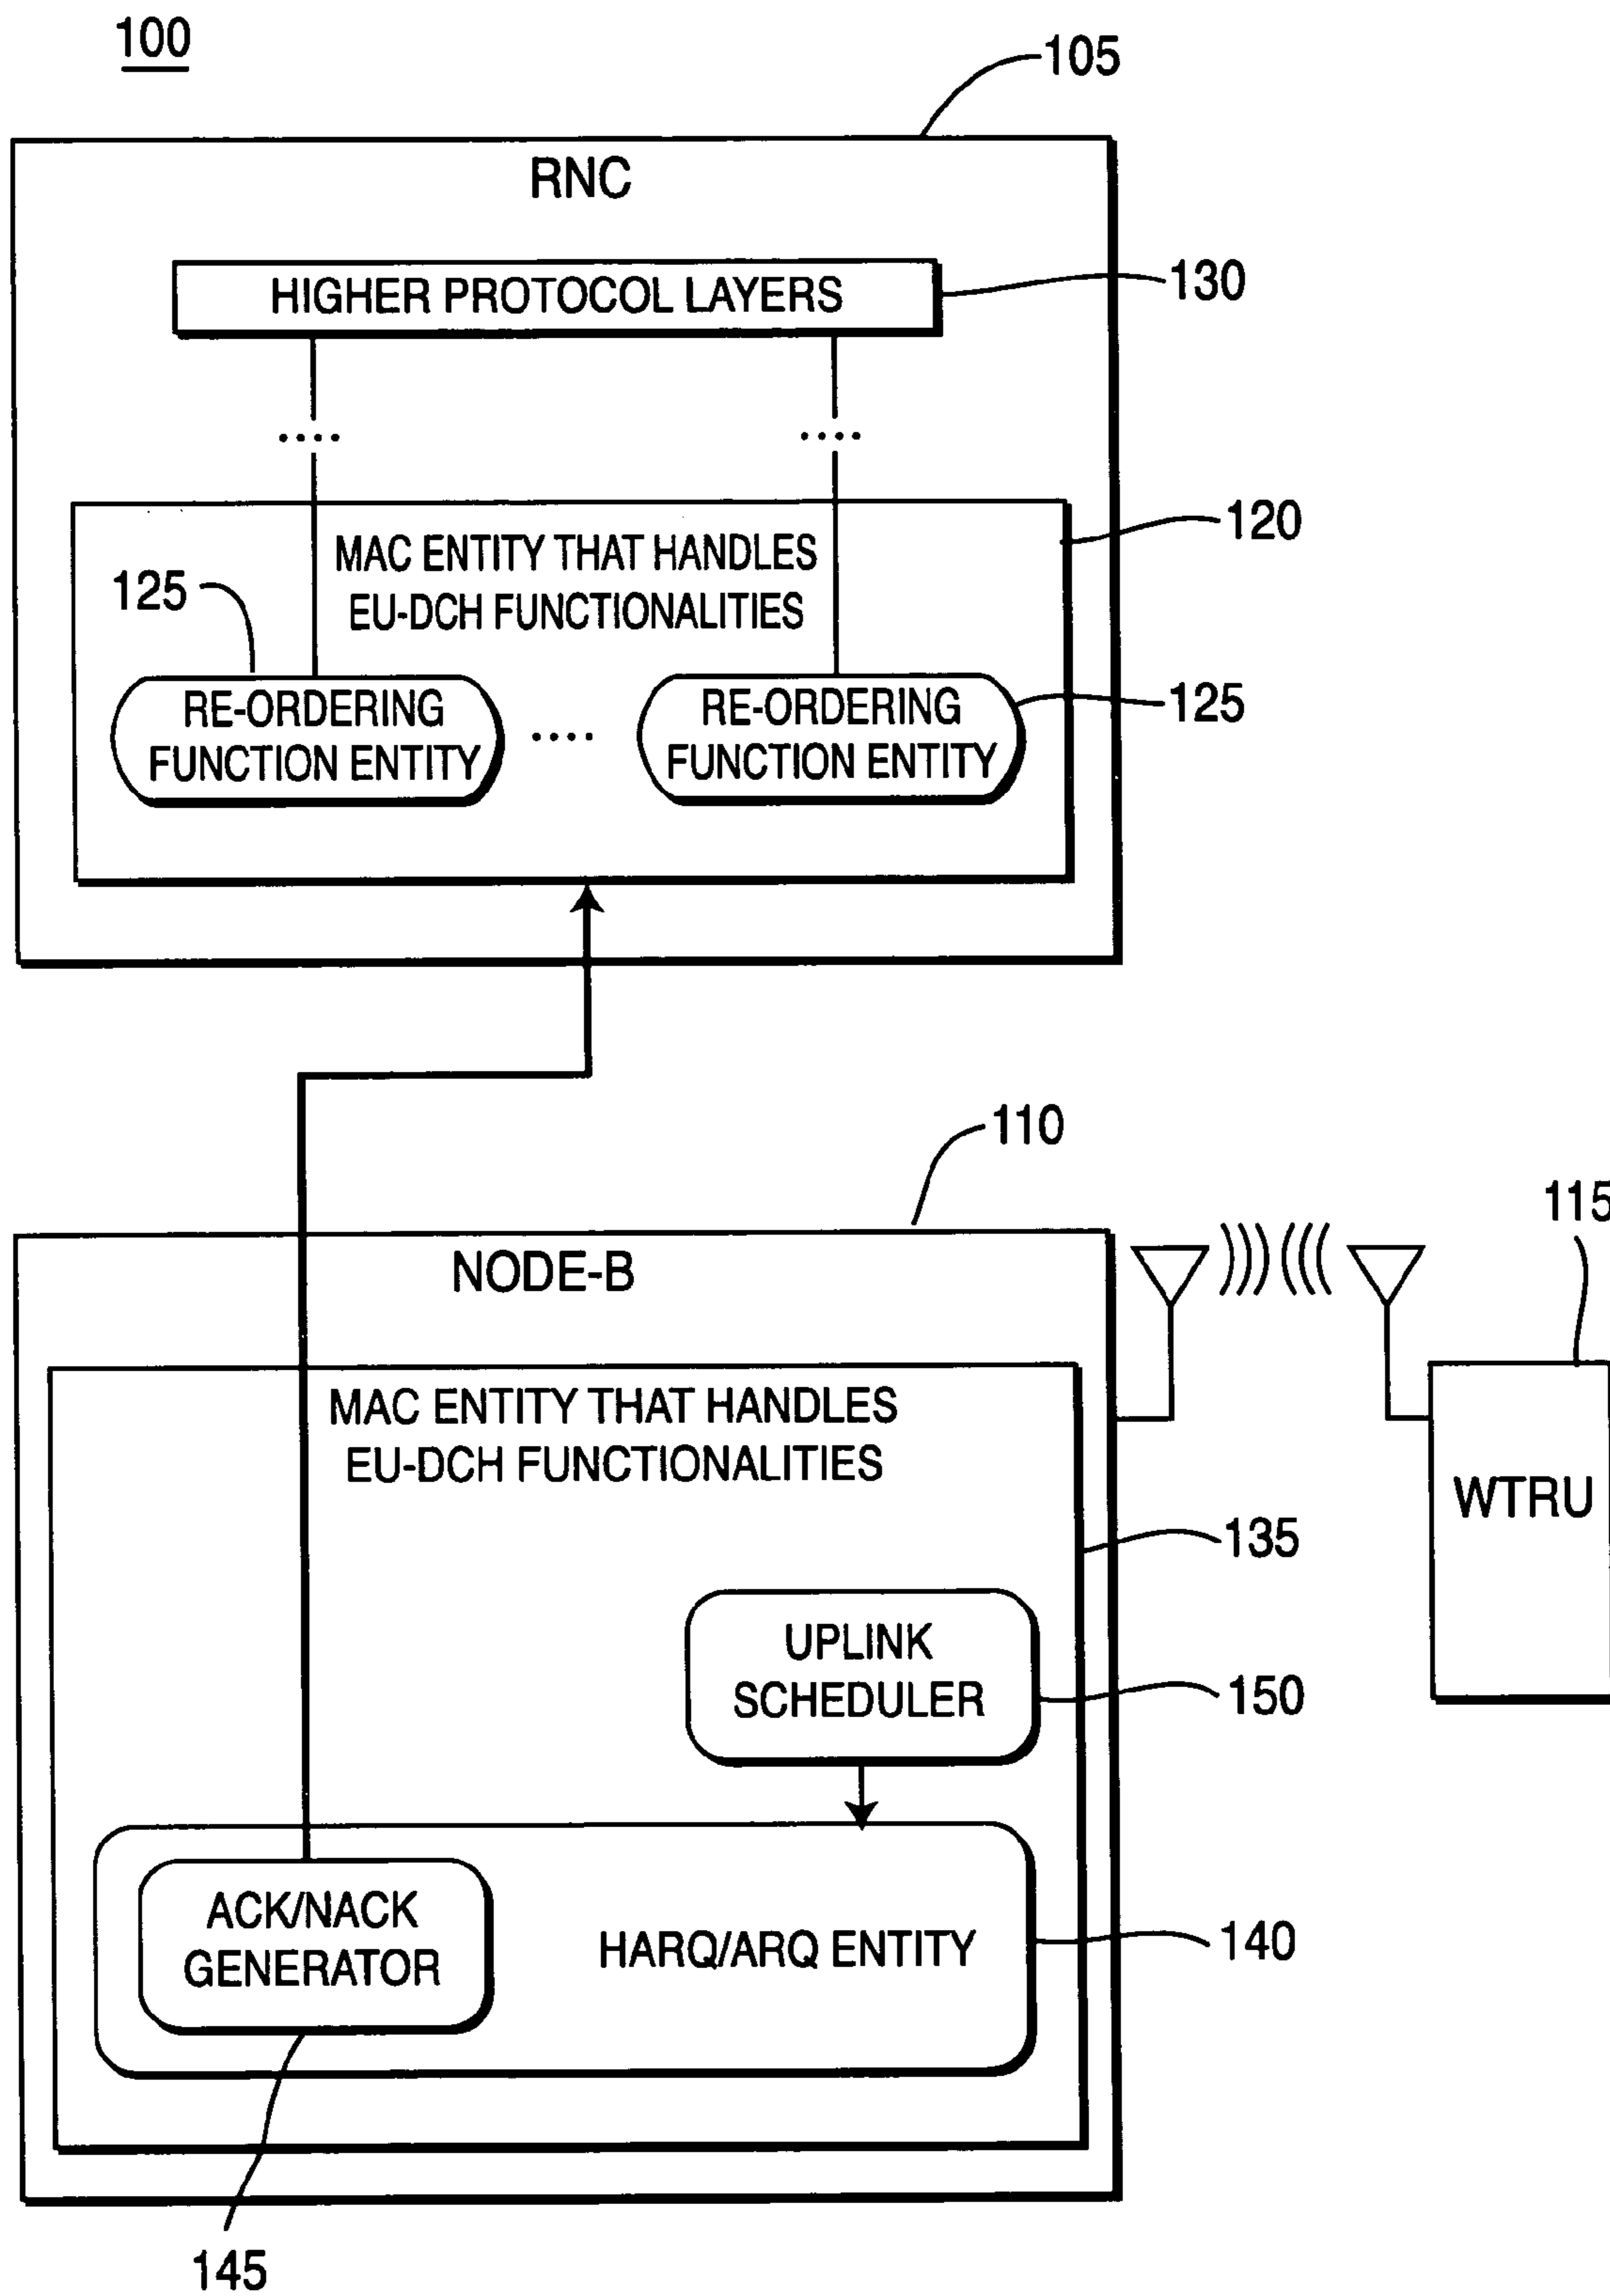 100
105
RNC
HIGHER PROTOCOL LAYERS
130
120
MAC ENTITY THAT HANDLES
EU-DCH FUNCTIONALITIES
125
RE-ORDERING
FUNCTION ENTITY
RE-ORDERING
FUNCTION ENTITY
125
110
115
NODE-B
MAC ENTITY THAT HANDLES
EU-DCH FUNCTIONALITIES
WTRU
135
UPLINK
SCHEDULER
150
ACK/NACK
GENERATOR
HARQ/ARQ ENTITY
140
145